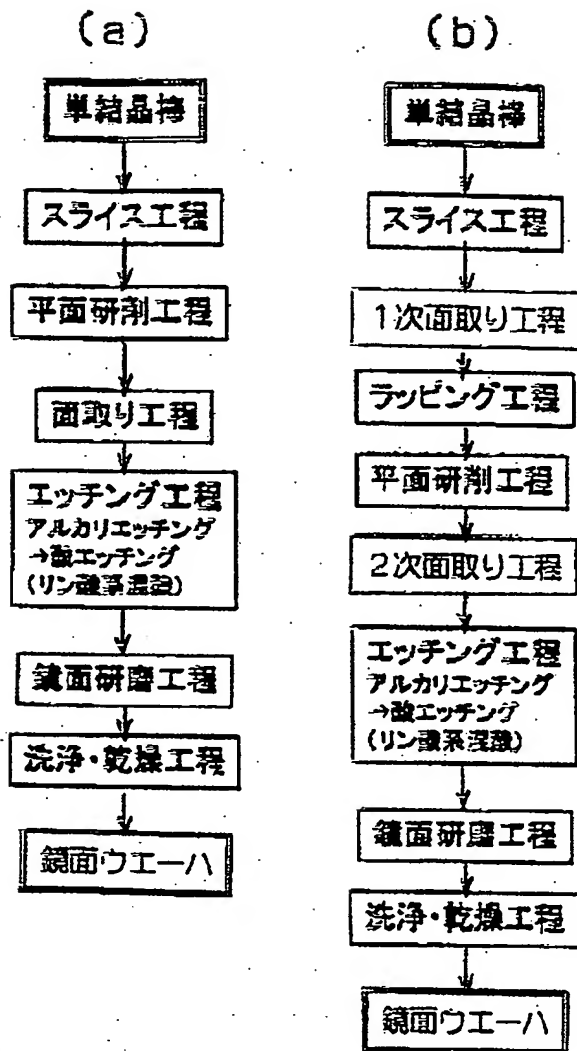 (a)
単結晶棒
スライス工程
平面研削工程
面取り工程
エッチング工程
アルカリエッチング
→酸エッチング
(リン酸系混酸)
鏡面研磨工程
洗浄・乾燥工程
鏡面ウエーハ
(b)
単結晶棒
スライス工程
1次面取り工程
ラッピング工程
平面研削工程
2次面取り工程
エッチング工程
アルカリエッチング
→酸エッチング
(リン酸系混酸)
鏡面研磨工程
洗浄・乾燥工程
鏡面ウエーハ